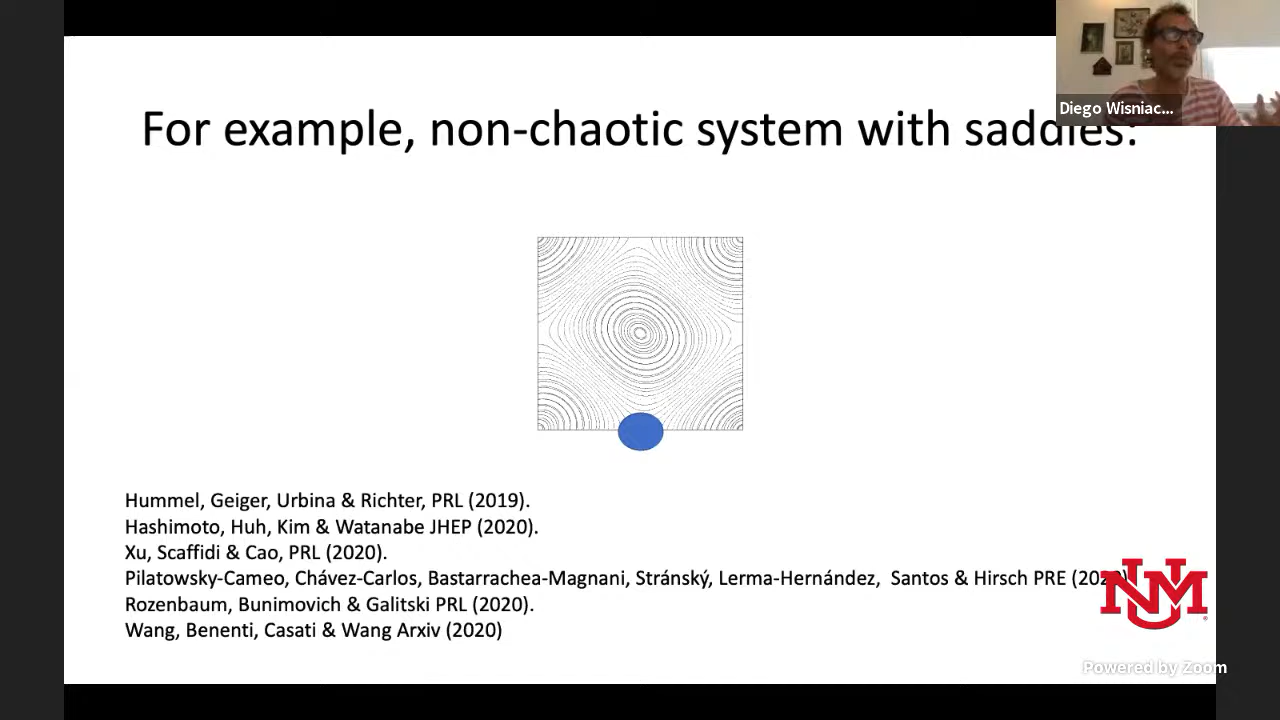 Diego Wisniac...
For example, non-chaotic system with saddles:
Hummel, Geiger, Urbina & Richter, PRL (2019).
Hashimoto, Huh, Kim & Watanabe JHEP (2020).
Xu, Scaffidi & Cao, PRL (2020).
Pilatowsky-Cameo, Chávez-Carlos, Bastarrachea-Magnani, Stránský, Lerma-Hernández, Santos & Hirsch PRE (2020)
Rozenbaum, Bunimovich & Galitski PRL (2020).
Wang, Benenti, Casati & Wang Arxiv (2020)
UNM
Powered by Zoom